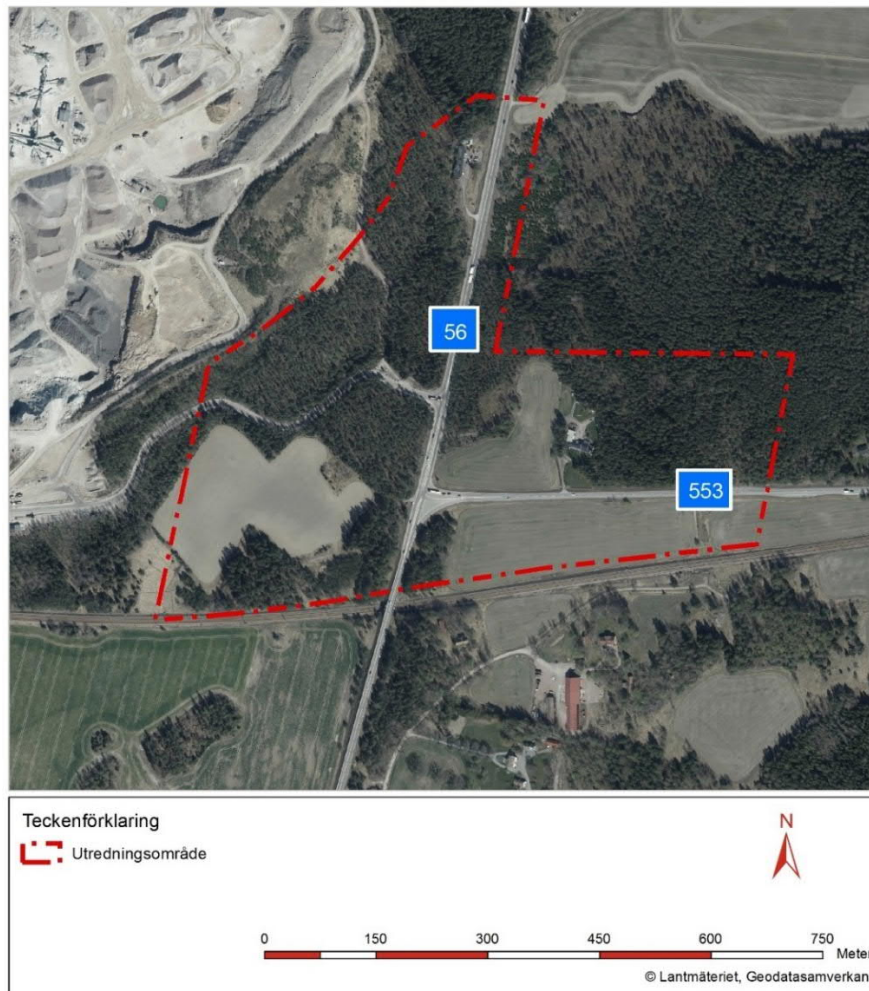 56
553
Teckenförklaring
Utredningsområde
N
0 150 300 450 600 750
Meter
© Lantmäteriet, Geodatasamverkan